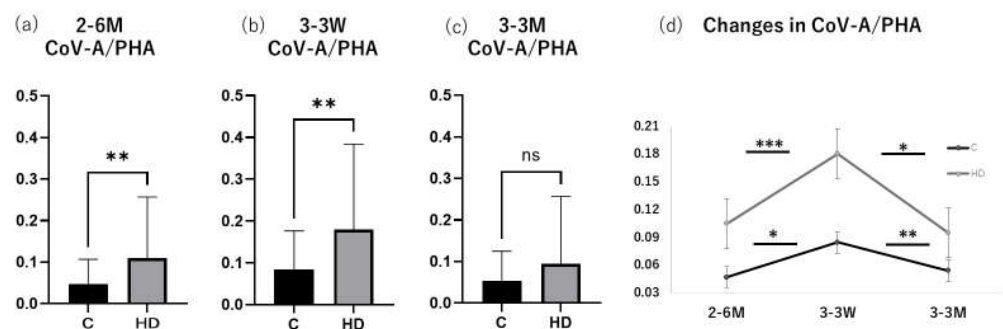 (a) 2-6M
CoV-A/PHA
0.5
0.4
0.3
0.2
0.1
0.0
**
C HD
(b) 3-3W
CoV-A/PHA
0.5
0.4
0.3
0.2
0.1
0.0
**
C HD
(c) 3-3M
CoV-A/PHA
0.5
0.4
0.3
0.2
0.1
0.0
ns
C HD
(d) Changes in CoV-A/PHA
0.21
0.18
0.15
0.12
0.09
0.06
0.03
*** *
* **
C
HD
2-6M 3-3W 3-3M